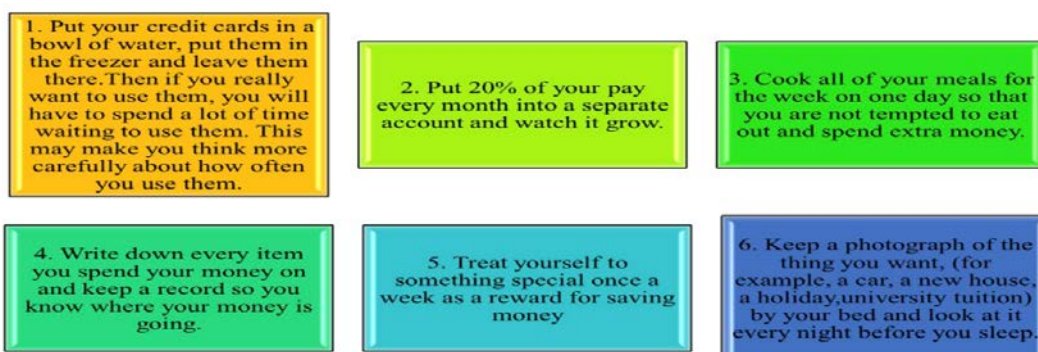 1. Put your credit cards in a
bowl of water, put them in
the freezer and leave them
there.Then if you really
want to use them, you will
have to spend a lot of time
waiting to use them. This
may make you think more
carefully about how often
you use them.
2. Put 20% of your pay
every month into a separate
account and watch it grow.
3. Cook all of your meals for
the week on one day so that
you are not tempted to eat
out and spend extra money.
4. Write down every item
you spend your money on
and keep a record so you
know where your money is
going.
5. Treat yourself to
something special once a
week as a reward for saving
money
6. Keep a photograph of the
thing you want, (for
example, a car, a new house,
a holiday,university tuition)
by your bed and look at it
every night before you sleep.